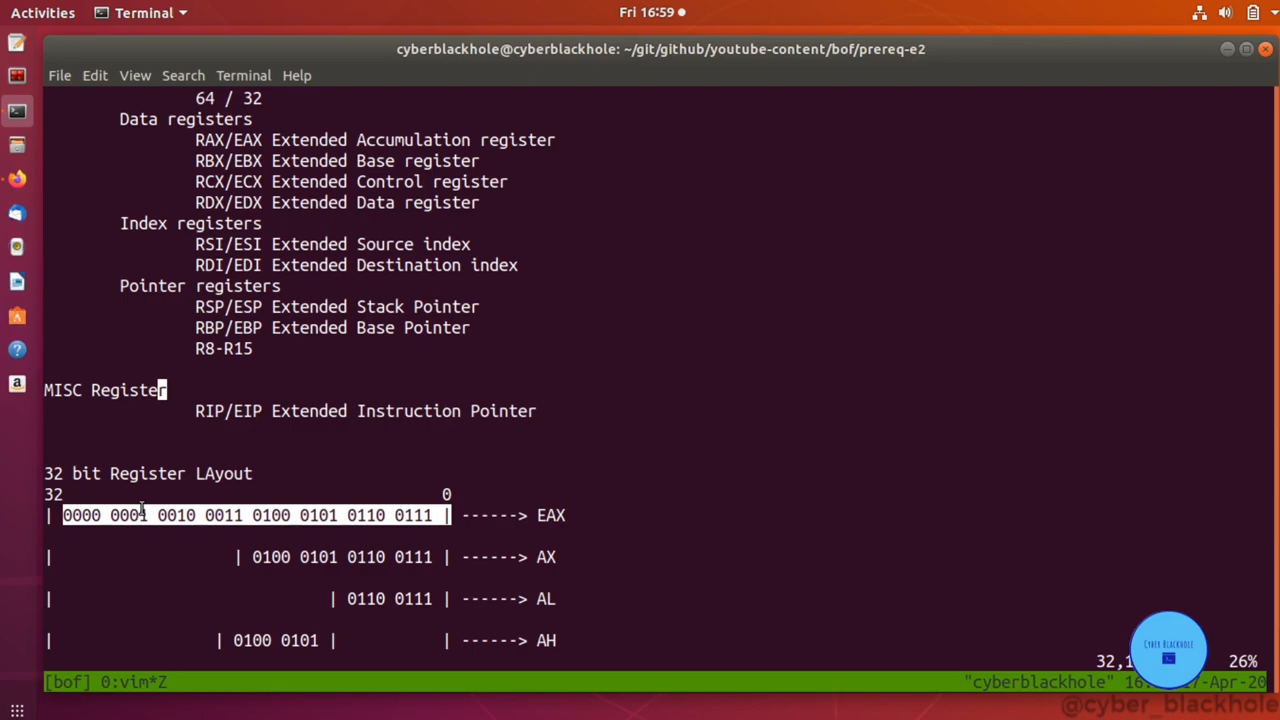 Activities Terminal Fri 16:59
cyberblackhole@cyberblackhole: ~/git/github/youtube-content/bof/prereq-e2
File Edit View Search Terminal Help
64 / 32
Data registers
RAX/EAX Extended Accumulation register
RBX/EBX Extended Base register
RCX/ECX Extended Control register
RDX/EDX Extended Data register
Index registers
RSI/ESI Extended Source index
RDI/EDI Extended Destination index
Pointer registers
RSP/ESP Extended Stack Pointer
RBP/EBP Extended Base Pointer
R8-R15
MISC Register
RIP/EIP Extended Instruction Pointer
32 bit Register LAyout
32 0
| 0000 0001 0010 0011 0100 0101 0110 0111 | ------> EAX
| | 0100 0101 0110 0111 | ------> AX
| | 0110 0111 | ------> AL
| | 0100 0101 | | ------> AH
CYBER BLACKHOLE
32,1 26%
[bof] 0:vim*Z "cyberblackhole" 17-Apr-20
@cyber_blackhole